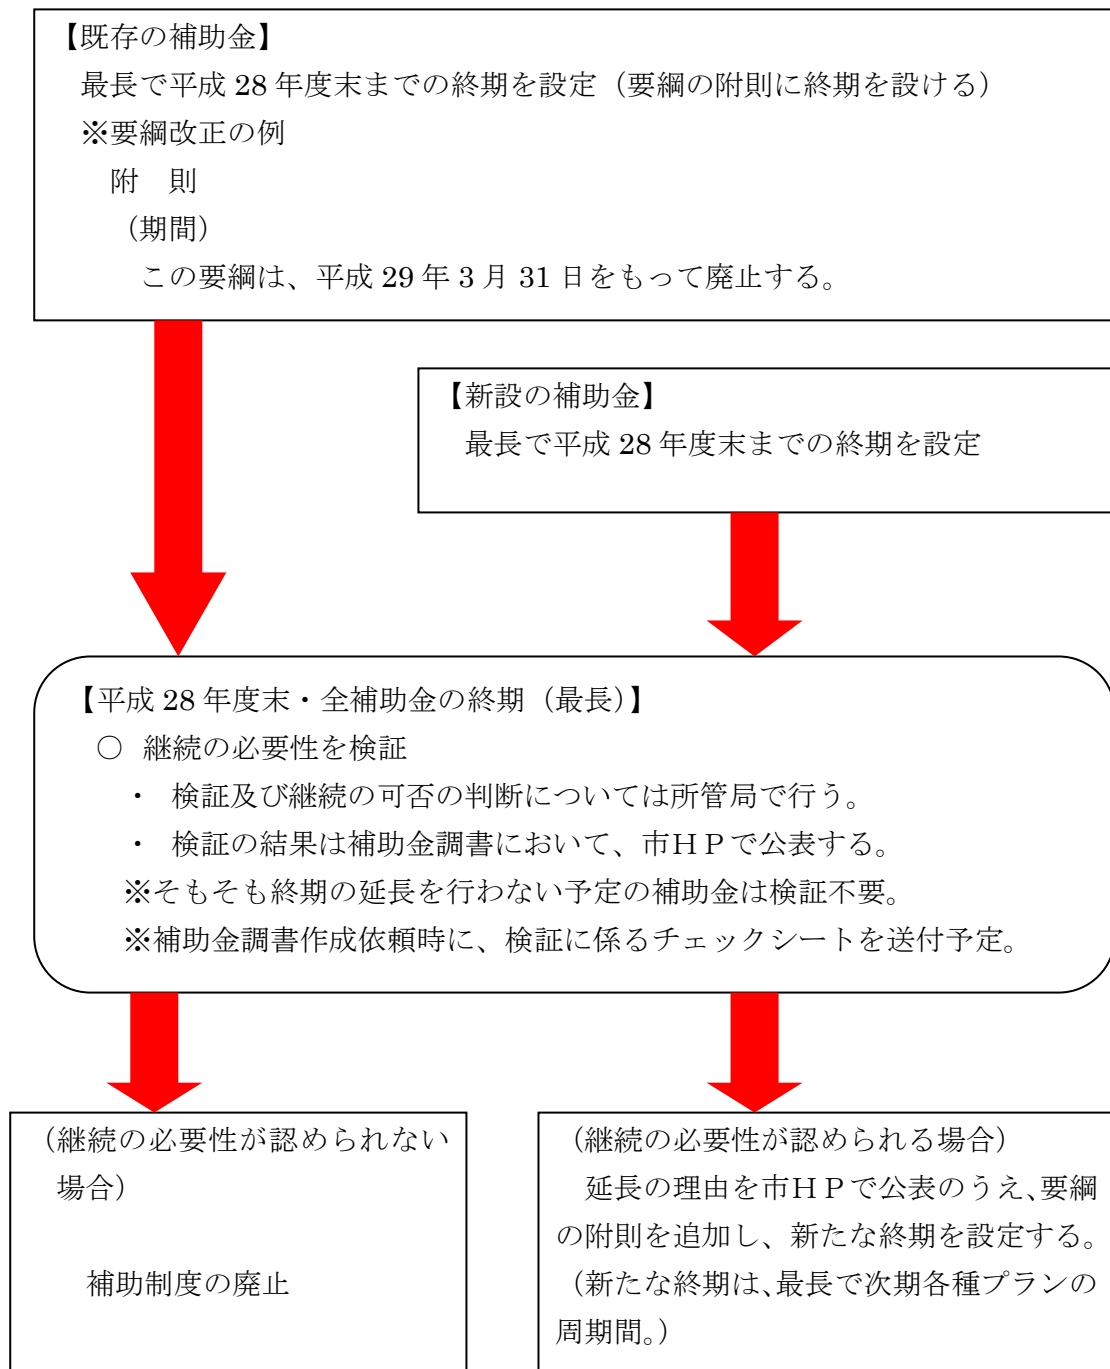 【既存の補助金】
最長で平成 28 年度末までの終期を設定（要綱の附則に終期を設ける）
※要綱改正の例
附　則
（期間）
この要綱は、平成 29 年 3 月 31 日をもって廃止する。
【新設の補助金】
最長で平成 28 年度末までの終期を設定
【平成 28 年度末・全補助金の終期（最長）】
○ 継続の必要性を検証
・ 検証及び継続の可否の判断については所管局で行う。
・ 検証の結果は補助金調書において、市ＨＰで公表する。
※そもそも終期の延長を行わない予定の補助金は検証不要。
※補助金調書作成依頼時に、検証に係るチェックシートを送付予定。
（継続の必要性が認められない
場合）
補助制度の廃止
（継続の必要性が認められる場合）
延長の理由を市ＨＰで公表のうえ、要綱
の附則を追加し、新たな終期を設定する。
（新たな終期は、最長で次期各種プランの
周期間。）